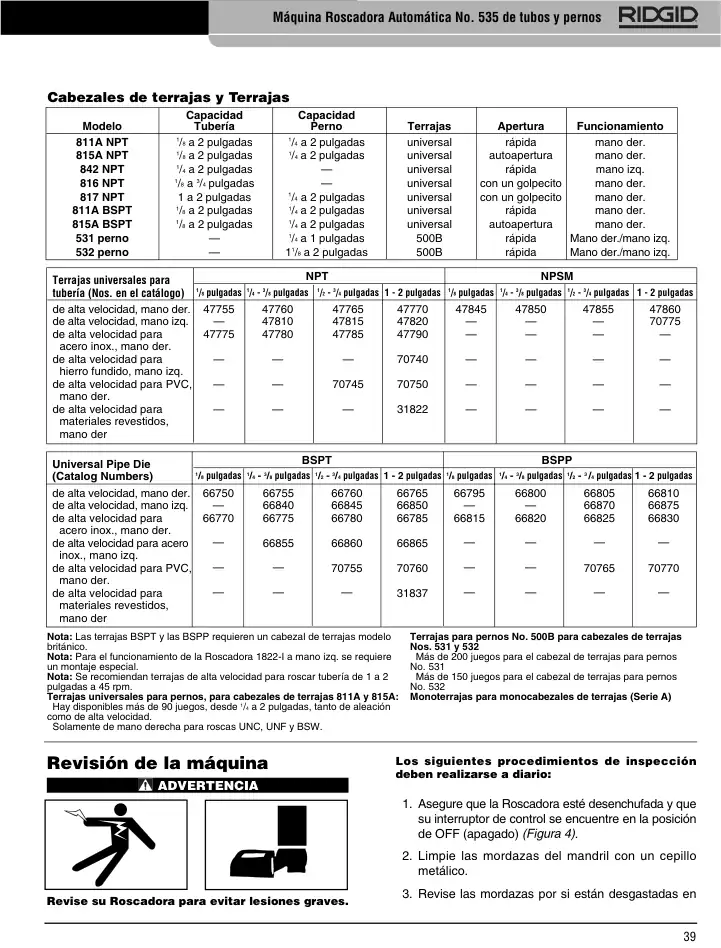 Máquina Roscadora Automática No. 535 de tubos y pernos
RIDGID
Cabezales de terrajas y Terrajas
Modelo Capacidad Tubería Capacidad Perno Terrajas Apertura Funcionamiento
811A NPT 1/8 a 2 pulgadas 1/4 a 2 pulgadas universal rápida mano der.
815A NPT 1/8 a 2 pulgadas 1/4 a 2 pulgadas universal autoapertura mano der.
842 NPT 1/4 a 2 pulgadas — universal rápida mano izq.
816 NPT 1/8 a 3/4 pulgadas — universal con un golpecito mano der.
817 NPT 1 a 2 pulgadas 1/4 a 2 pulgadas universal con un golpecito mano der.
811A BSPT 1/8 a 2 pulgadas 1/4 a 2 pulgadas universal rápida mano der.
815A BSPT 1/8 a 2 pulgadas 1/4 a 2 pulgadas universal autoapertura mano der.
531 perno — 1/4 a 1 pulgadas 500B rápida Mano der./mano izq.
532 perno — 1 1/8 a 2 pulgadas 500B rápida Mano der./mano izq.
Terrajas universales para tubería (Nos. en el catálogo) NPT NPSM
1/8 pulgadas 1/4 - 3/8 pulgadas 1/2 - 3/4 pulgadas 1 - 2 pulgadas 1/8 pulgadas 1/4 - 3/8 pulgadas 1/2 - 3/4 pulgadas 1 - 2 pulgadas
de alta velocidad, mano der. 47755 47760 47765 47770 47845 47850 47855 47860
de alta velocidad, mano izq. — 47810 47815 47820 — — — 70775
de alta velocidad para 47775 47780 47785 47790 — — — —
acero inox., mano der.
de alta velocidad para — — — 70740 — — — —
hierro fundido, mano izq.
de alta velocidad para PVC, — — 70745 70750 — — — —
mano der.
de alta velocidad para — — — 31822 — — — —
materiales revestidos,
mano der
Universal Pipe Die (Catalog Numbers) BSPT BSPP
1/8 pulgadas 1/4 - 3/8 pulgadas 1/2 - 3/4 pulgadas 1 - 2 pulgadas 1/8 pulgadas 1/4 - 3/8 pulgadas 1/2 - 3/4 pulgadas 1 - 2 pulgadas
de alta velocidad, mano der. 66750 66755 66760 66765 66795 66800 66805 66810
de alta velocidad, mano izq. — 66840 66845 66850 — — 66870 66875
de alta velocidad para 66770 66775 66780 66785 66815 66820 66825 66830
acero inox., mano der.
de alta velocidad para acero — 66855 66860 66865 — — — —
inox., mano izq.
de alta velocidad para PVC, — — 70755 70760 — — 70765 70770
mano der.
de alta velocidad para — — — 31837 — — — —
materiales revestidos,
mano der
Nota: Las terrajas BSPT y las BSPP requieren un cabezal de terrajas modelo
británico.
Nota: Para el funcionamiento de la Roscadora 1822-I a mano izq. se requiere
un montaje especial.
Nota: Se recomiendan terrajas de alta velocidad para roscar tubería de 1 a 2
pulgadas a 45 rpm.
Terrajas universales para pernos, para cabezales de terrajas 811A y 815A:
Hay disponibles más de 90 juegos, desde 1/4 a 2 pulgadas, tanto de aleación
como de alta velocidad.
Solamente de mano derecha para roscas UNC, UNF y BSW.
Terrajas para pernos No. 500B para cabezales de terrajas
Nos. 531 y 532
Más de 200 juegos para el cabezal de terrajas para pernos
No. 531
Más de 150 juegos para el cabezal de terrajas para pernos
No. 532
Monoterrajas para monocabezales de terrajas (Serie A)
Revisión de la máquina
ADVERTENCIA
Revise su Roscadora para evitar lesiones graves.
Los siguientes procedimientos de inspección
deben realizarse a diario:
1. Asegure que la Roscadora esté desenchufada y que
su interruptor de control se encuentre en la posición
de OFF (apagado) (Figura 4).
2. Limpie las mordazas del mandril con un cepillo
metálico.
3. Revise las mordazas por si están desgastadas en
39